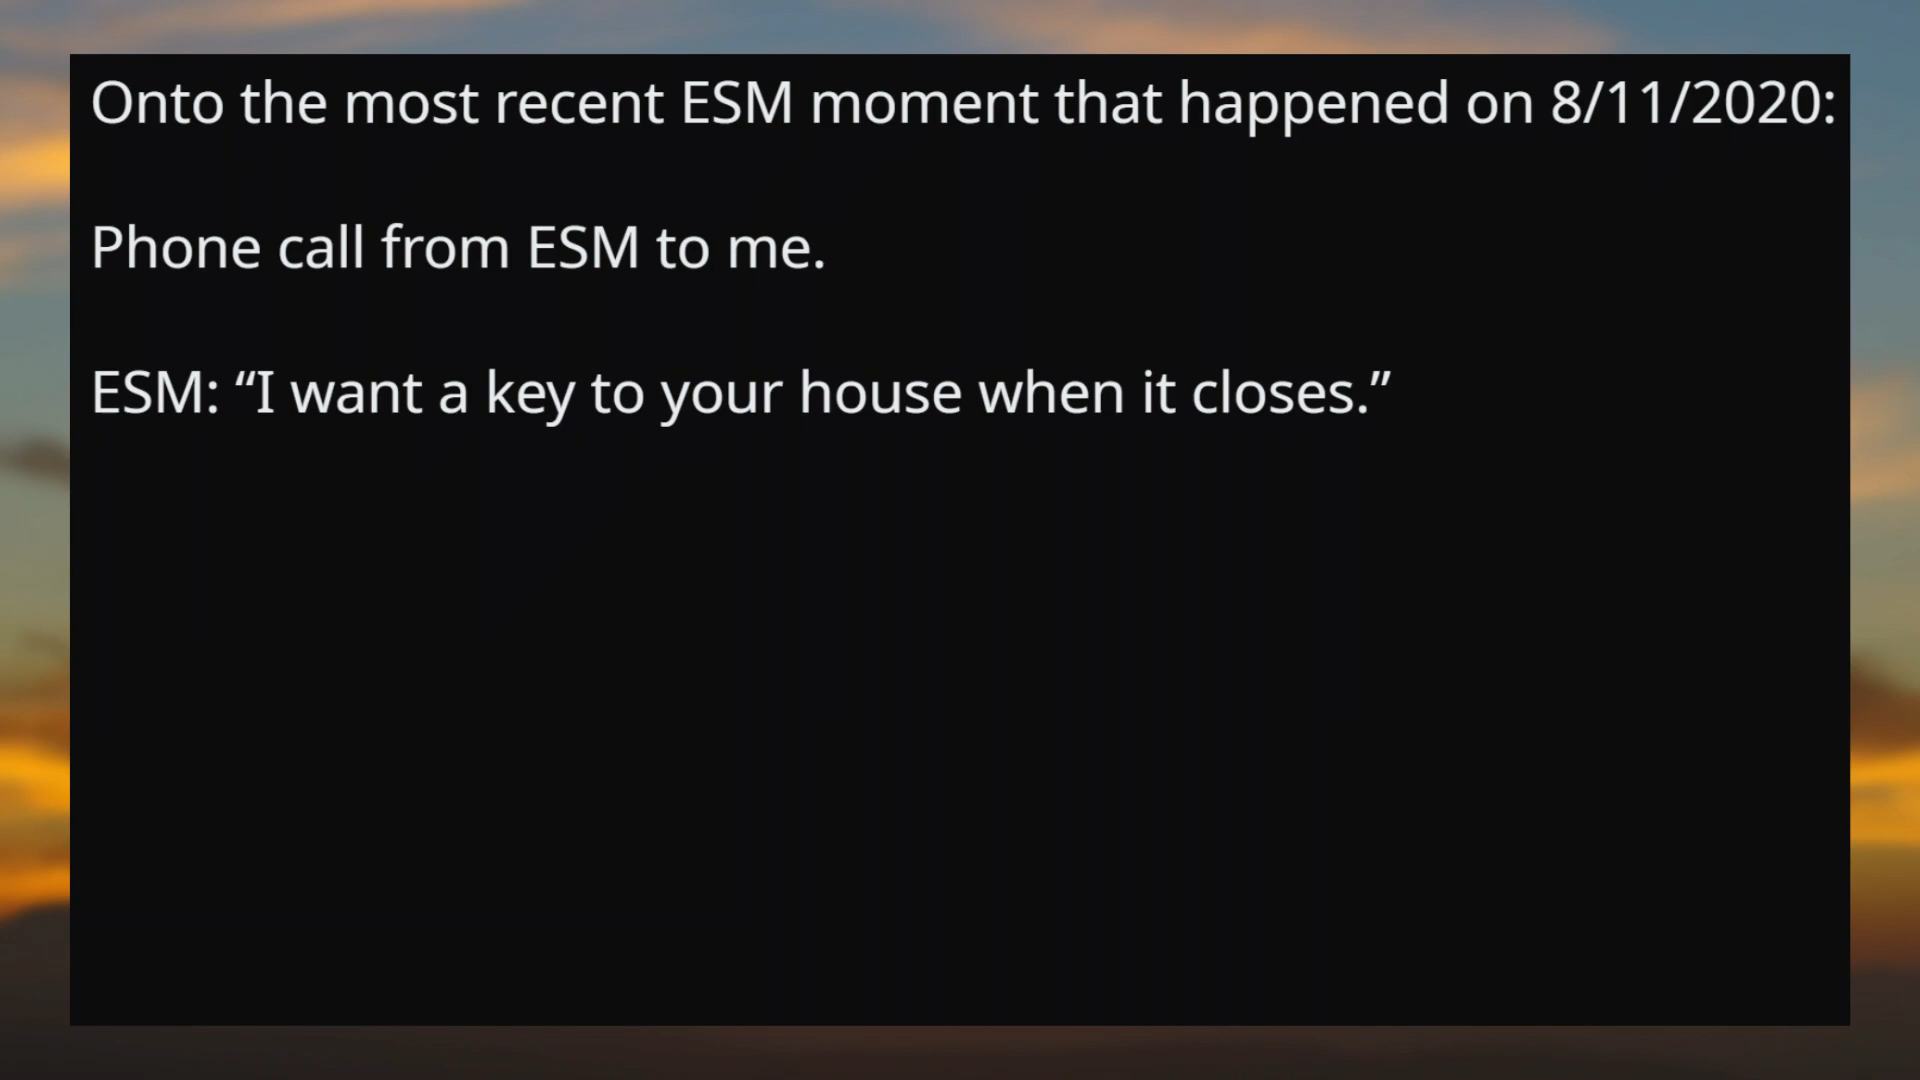 Onto the most recent ESM moment that happened on 8/11/2020:
Phone call from ESM to me.
ESM: “I want a key to your house when it closes.”